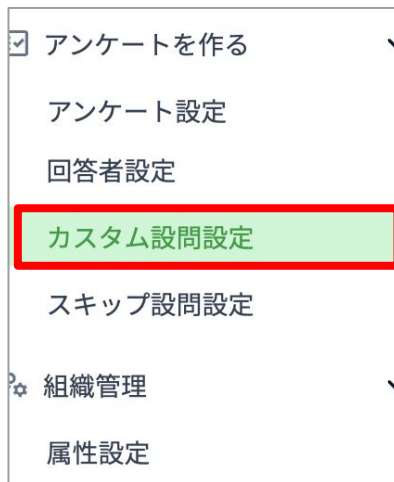 アンケートを作る
アンケート設定
回答者設定
カスタム設問設定
スキップ設問設定
組織管理
属性設定